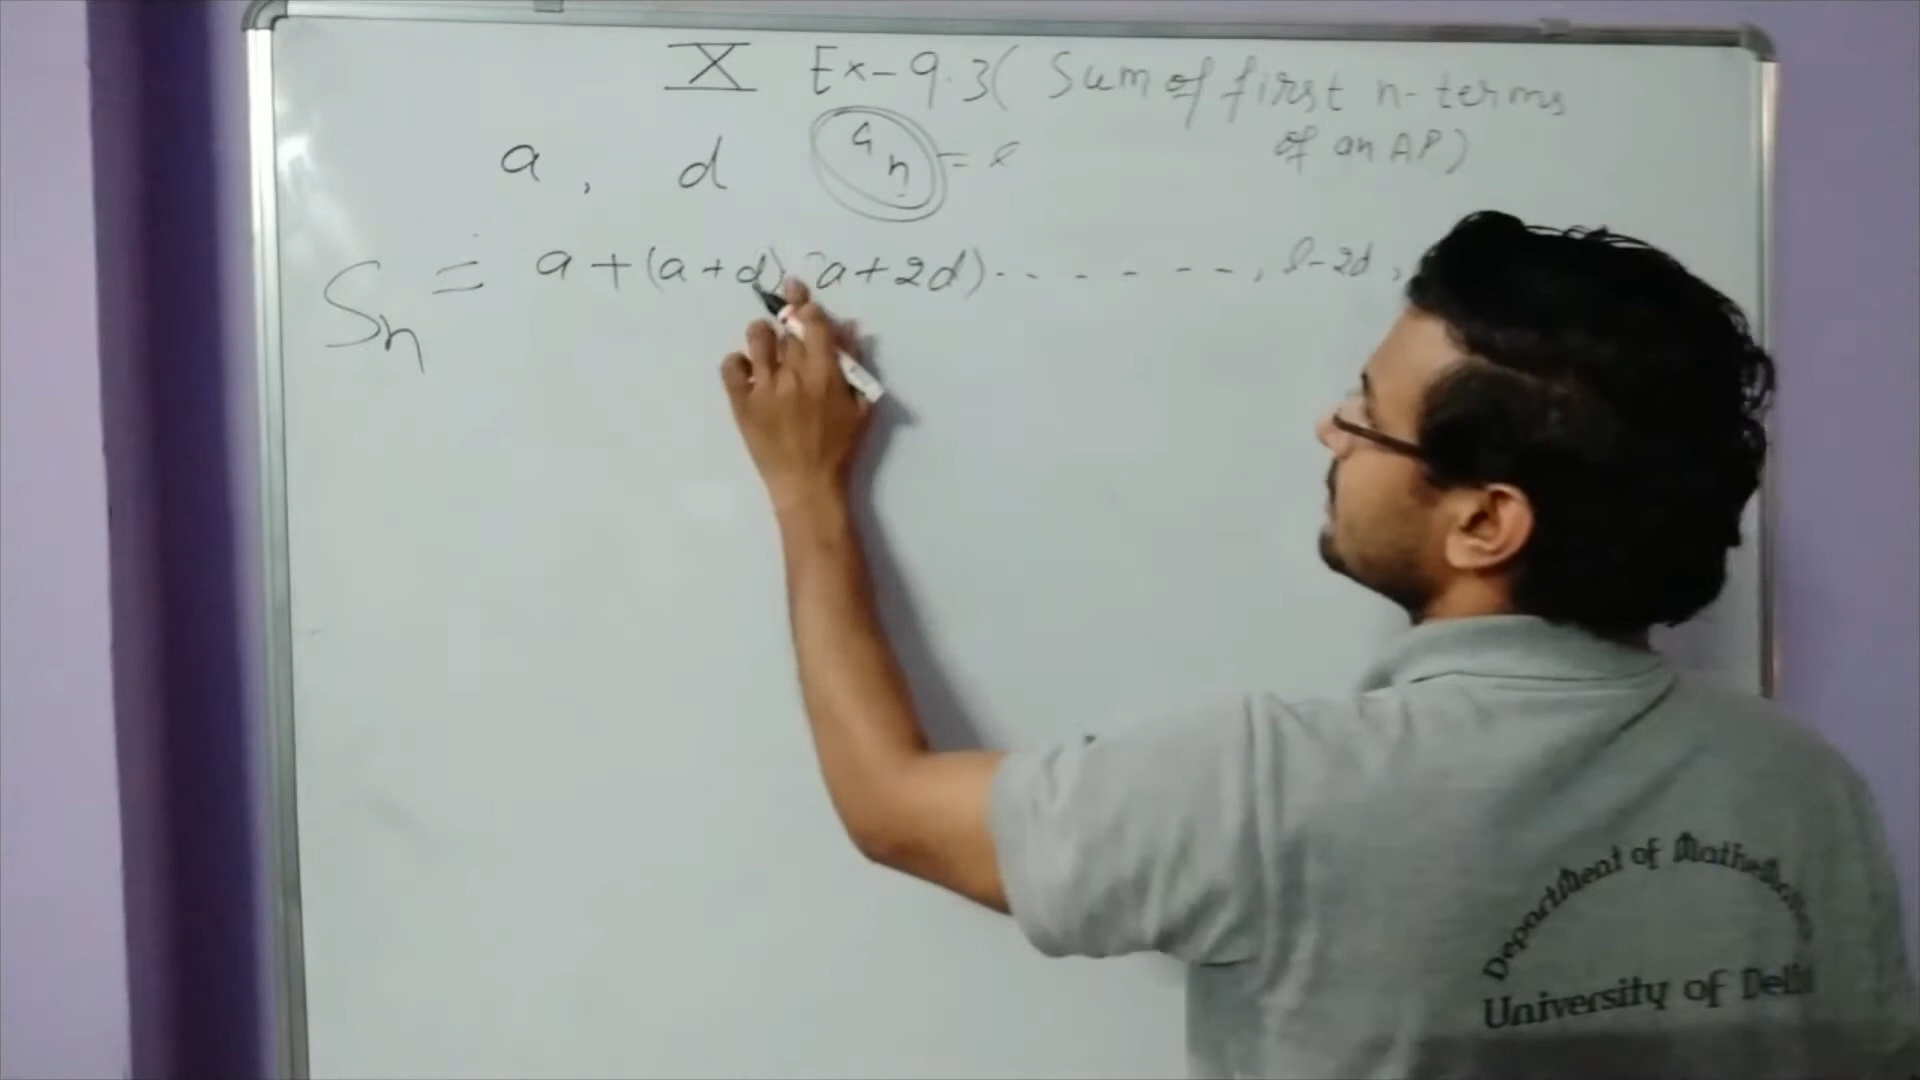 X Ex-9.3 ( Sum of first n-terms
of an AP)
a , d aₙ = l
Sₙ = a + (a+d) (a+2d) - - - - - - - , l-2d ,
Department of Mathematics
University of Delhi